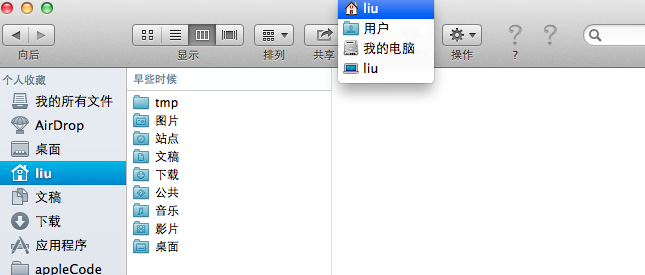 liu
用户
我的电脑
liu
向后
显示
排列
共享
操作
?
个人收藏
我的所有文件
AirDrop
桌面
liu
文稿
下载
应用程序
appleCode
早些时候
tmp
图片
站点
文稿
下载
公共
音乐
影片
桌面